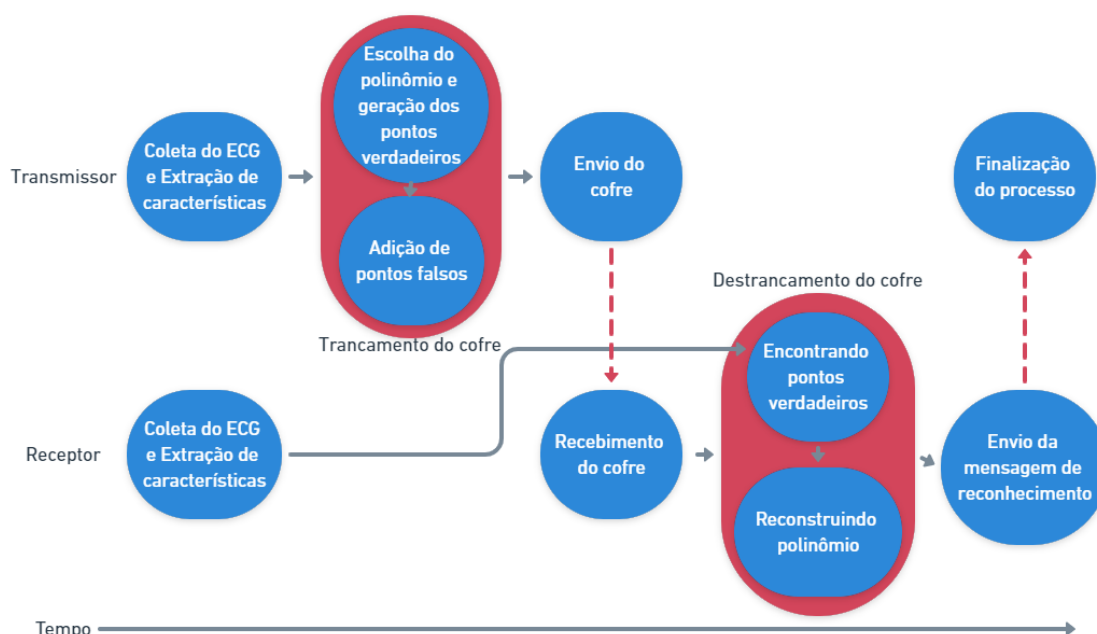 Escolha do
polinômio e
geração dos
pontos
verdadeiros
Transmissor
Coleta do ECG
e Extração de
características
Envio do
cofre
Finalização
do processo
Adição de
pontos falsos
Destrancamento do cofre
Trancamento do cofre
Encontrando
pontos
verdadeiros
Receptor
Coleta do ECG
e Extração de
características
Recebimento
do cofre
Envio da
mensagem de
reconhecimento
Reconstruindo
polinômio
Tempo